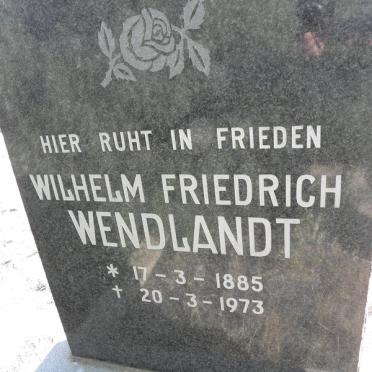 HIER RUHT IN FRIEDEN
WILHELM FRIEDRICH
WENDLANDT
* 17-3-1885
† 20-3-1973